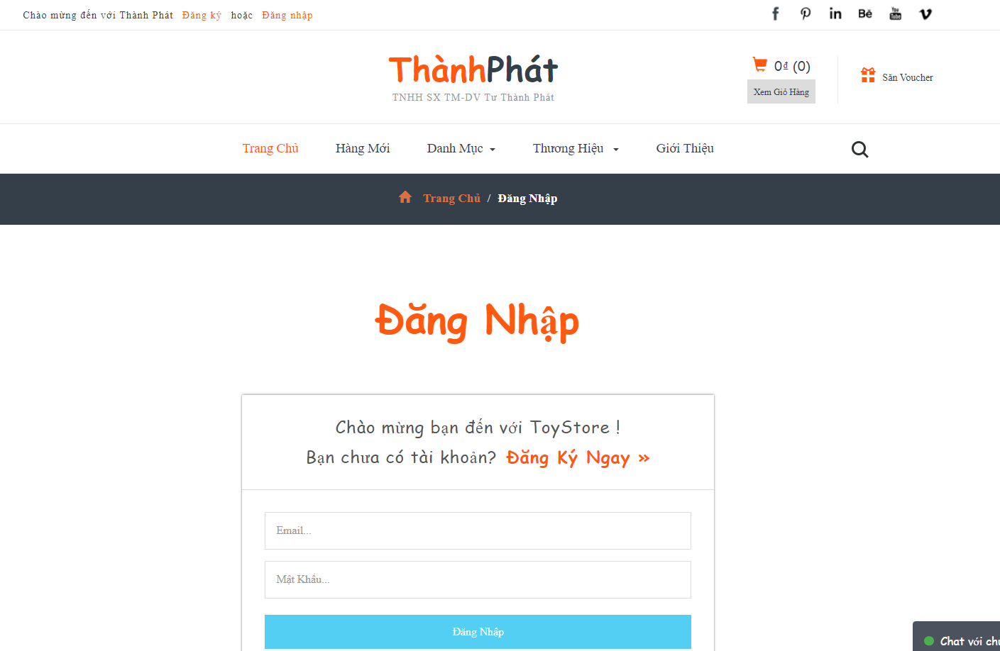 Chào mừng đến với Thành Phát Đăng ký hoặc Đăng nhập
ThànhPhát
TNHH SX TM-DV Tư Thành Phát
0₫ (0)
Xem Giỏ Hàng
Săn Voucher
Trang Chủ Hàng Mới Danh Mục Thương Hiệu Giới Thiệu
Trang Chủ / Đăng Nhập
Đăng Nhập
Chào mừng bạn đến với ToyStore !
Bạn chưa có tài khoản? Đăng Ký Ngay »
Email...
Mật Khẩu...
Đăng Nhập
Chat với chú